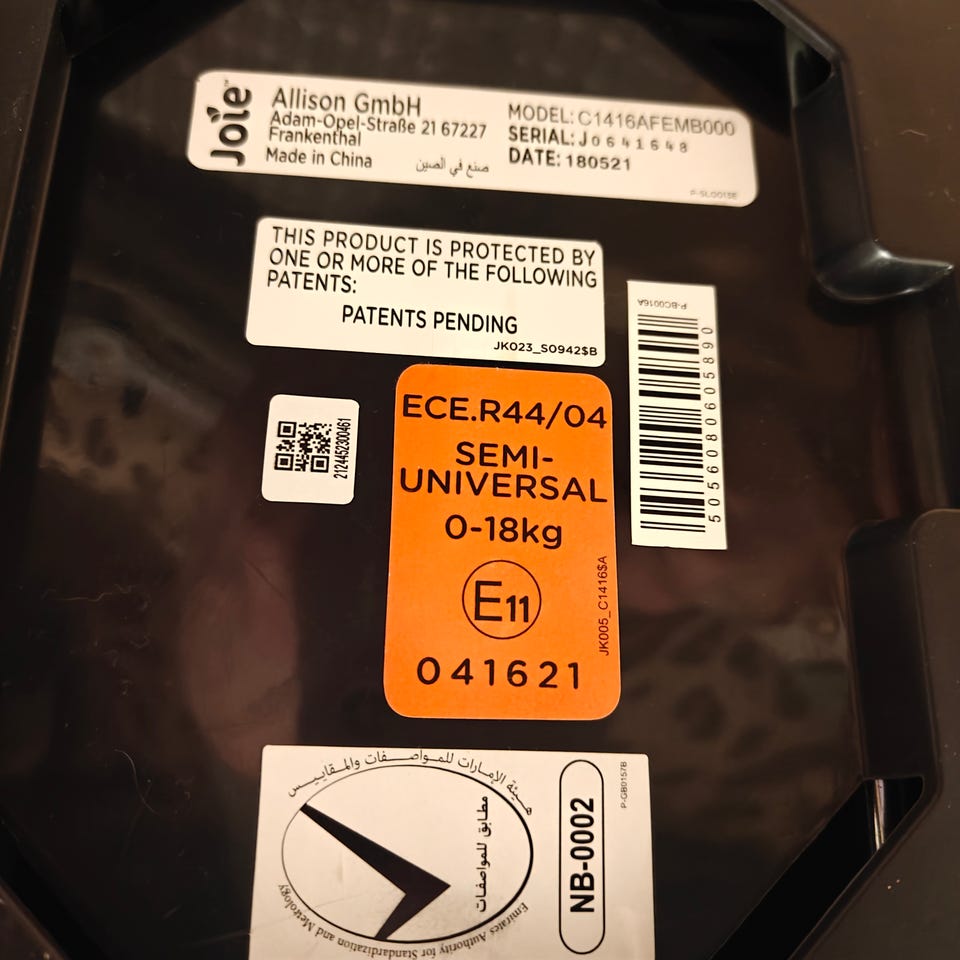 Joie
Allison GmbH
Adam-Opel-Straße 21 67227
Frankenthal
Made in China
صنع في الصين
MODEL: C1416AFEMB000
SERIAL: J0641648
DATE: 180521
P-SL0013E
THIS PRODUCT IS PROTECTED BY
ONE OR MORE OF THE FOLLOWING
PATENTS:
PATENTS PENDING
JK023_S0942$B
P-BC0016A
5056080605890
2124452300461
ECE.R44/04
SEMI-
UNIVERSAL
0-18kg
E11
041621
JK005_C1416$A
هيئة الإمارات للمواصفات والمقاييس
مطابق للمواصفات
Emirates Authority for Standardization and Metrology
NB-0002
P-GB0157B